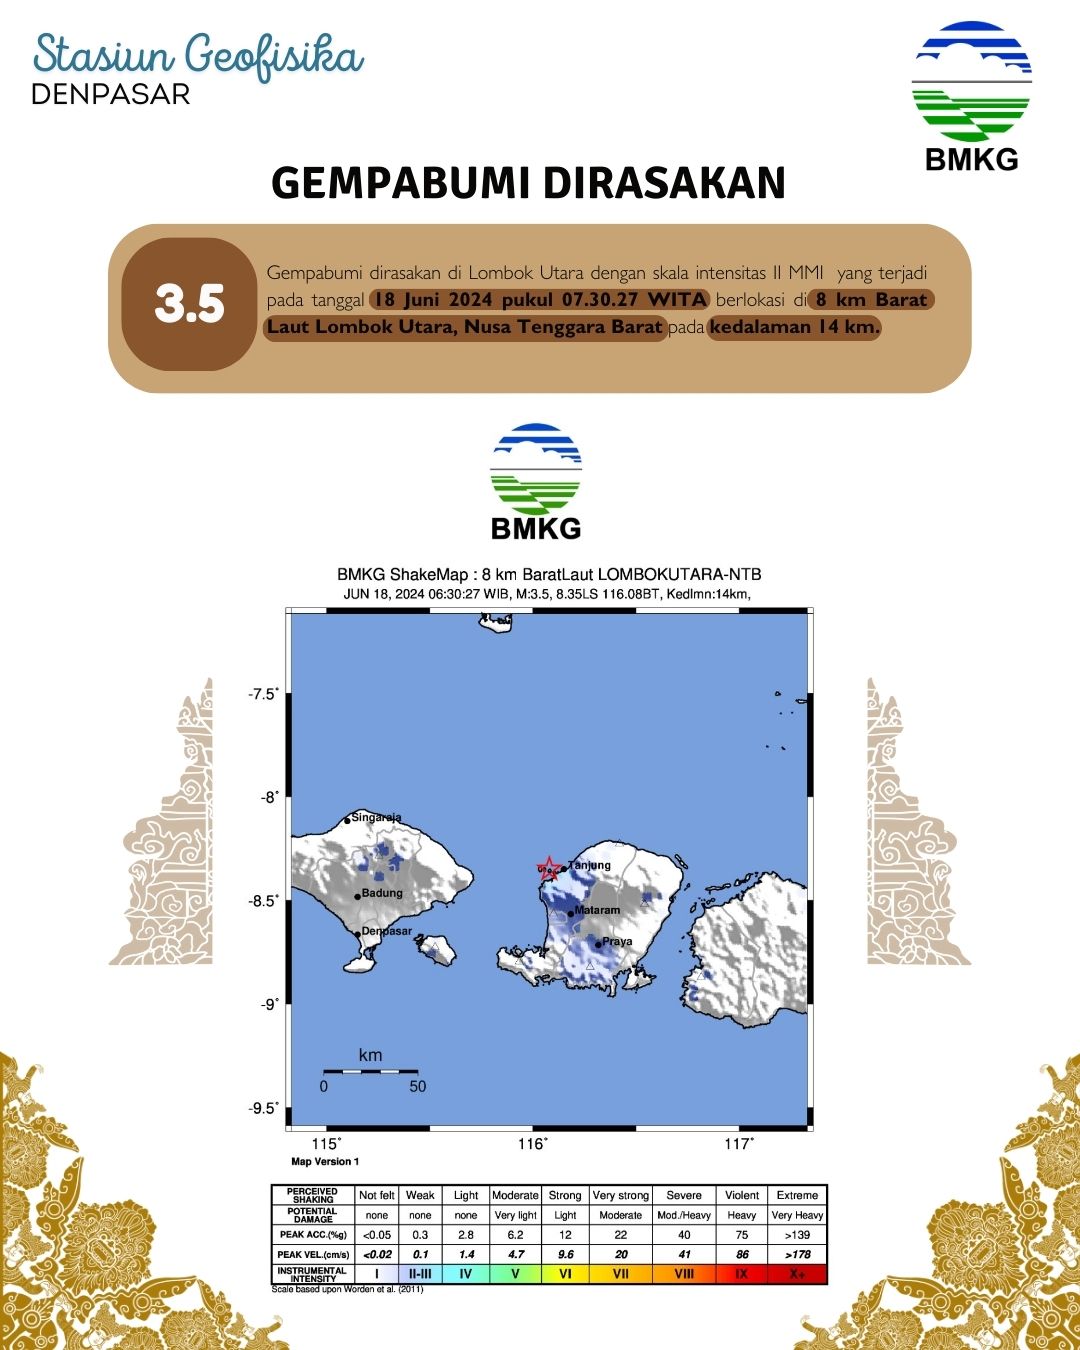 Stasiun Geofisika
DENPASAR
BMKG
GEMPABUMI DIRASAKAN
3.5
Gempabumi dirasakan di Lombok Utara dengan skala intensitas II MMI yang terjadi
pada tanggal 18 Juni 2024 pukul 07.30.27 WITA berlokasi di 8 km Barat
Laut Lombok Utara, Nusa Tenggara Barat pada kedalaman 14 km.
BMKG
BMKG ShakeMap : 8 km BaratLaut LOMBOKUTARA-NTB
JUN 18, 2024 06:30:27 WIB, M:3.5, 8.35LS 116.08BT, Kedlmn:14km,
-7.5˚
-8˚
Singaraja
Tanjung
Badung
-8.5˚
Mataram
Denpasar
Praya
-9˚
km
0 50
-9.5˚
115˚ 116˚ 117˚
Map Version 1
PERCEIVED SHAKING Not felt Weak Light Moderate Strong Very strong Severe Violent Extreme
POTENTIAL DAMAGE none none none Very light Light Moderate Mod./Heavy Heavy Very Heavy
PEAK ACC.(%g) <0.05 0.3 2.8 6.2 12 22 40 75 >139
PEAK VEL.(cm/s) <0.02 0.1 1.4 4.7 9.6 20 41 86 >178
INSTRUMENTAL INTENSITY I II-III IV V VI VII VIII IX X+
Scale based upon Worden et al. (2011)